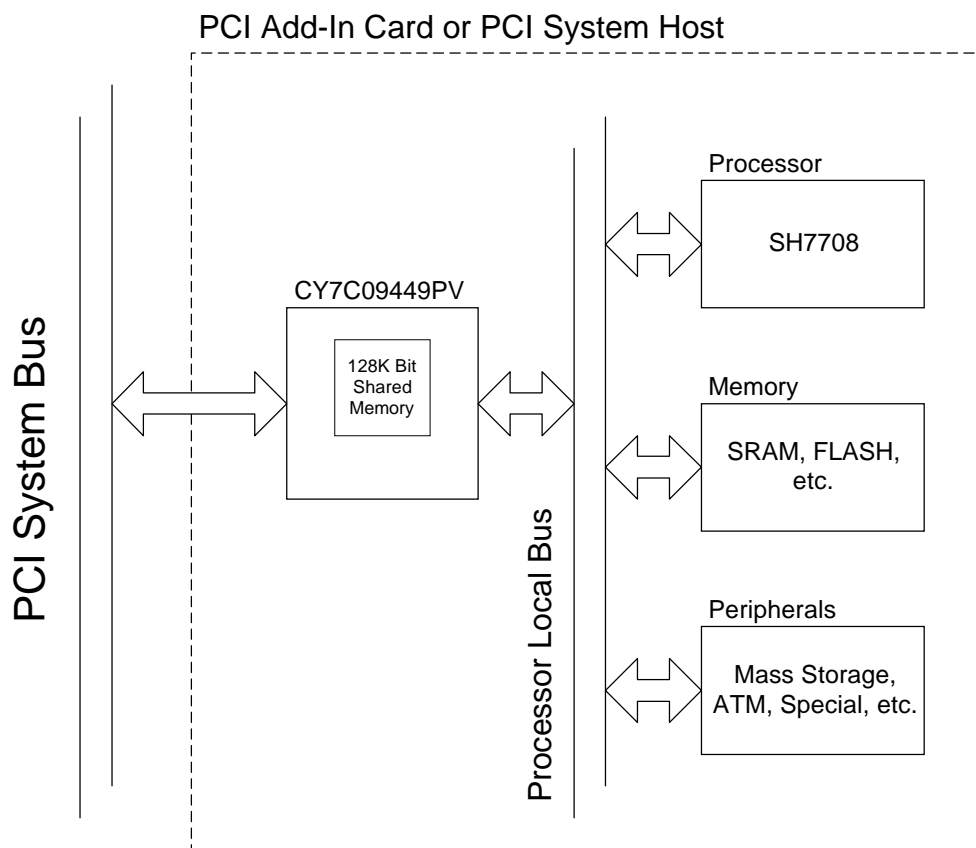 PCI Add-In Card or PCI System Host
PCI System Bus
CY7C09449PV
128K Bit
Shared
Memory
Processor Local Bus
Processor
SH7708
Memory
SRAM, FLASH,
etc.
Peripherals
Mass Storage,
ATM, Special, etc.